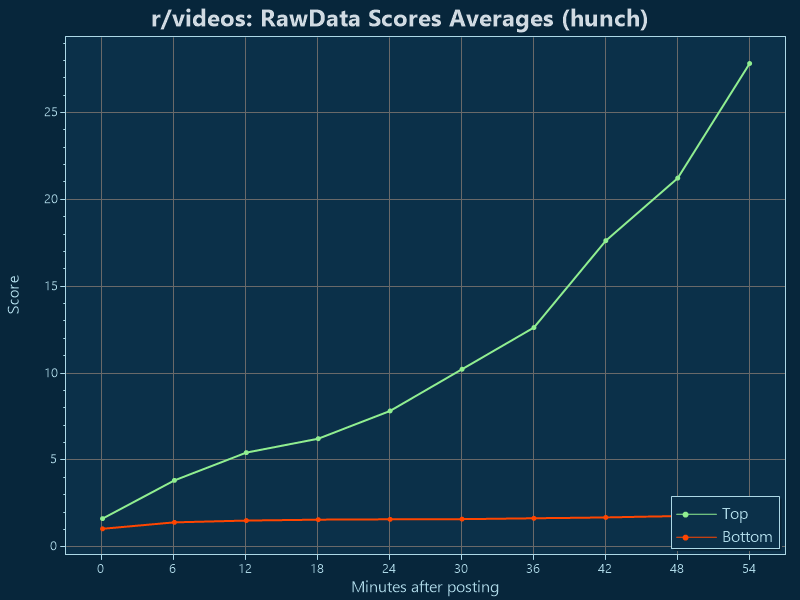 r/videos: RawData Scores Averages (hunch)
25
20
15
10
5
0
Score
0 6 12 18 24 30 36 42 48 54
Minutes after posting
Top
Bottom